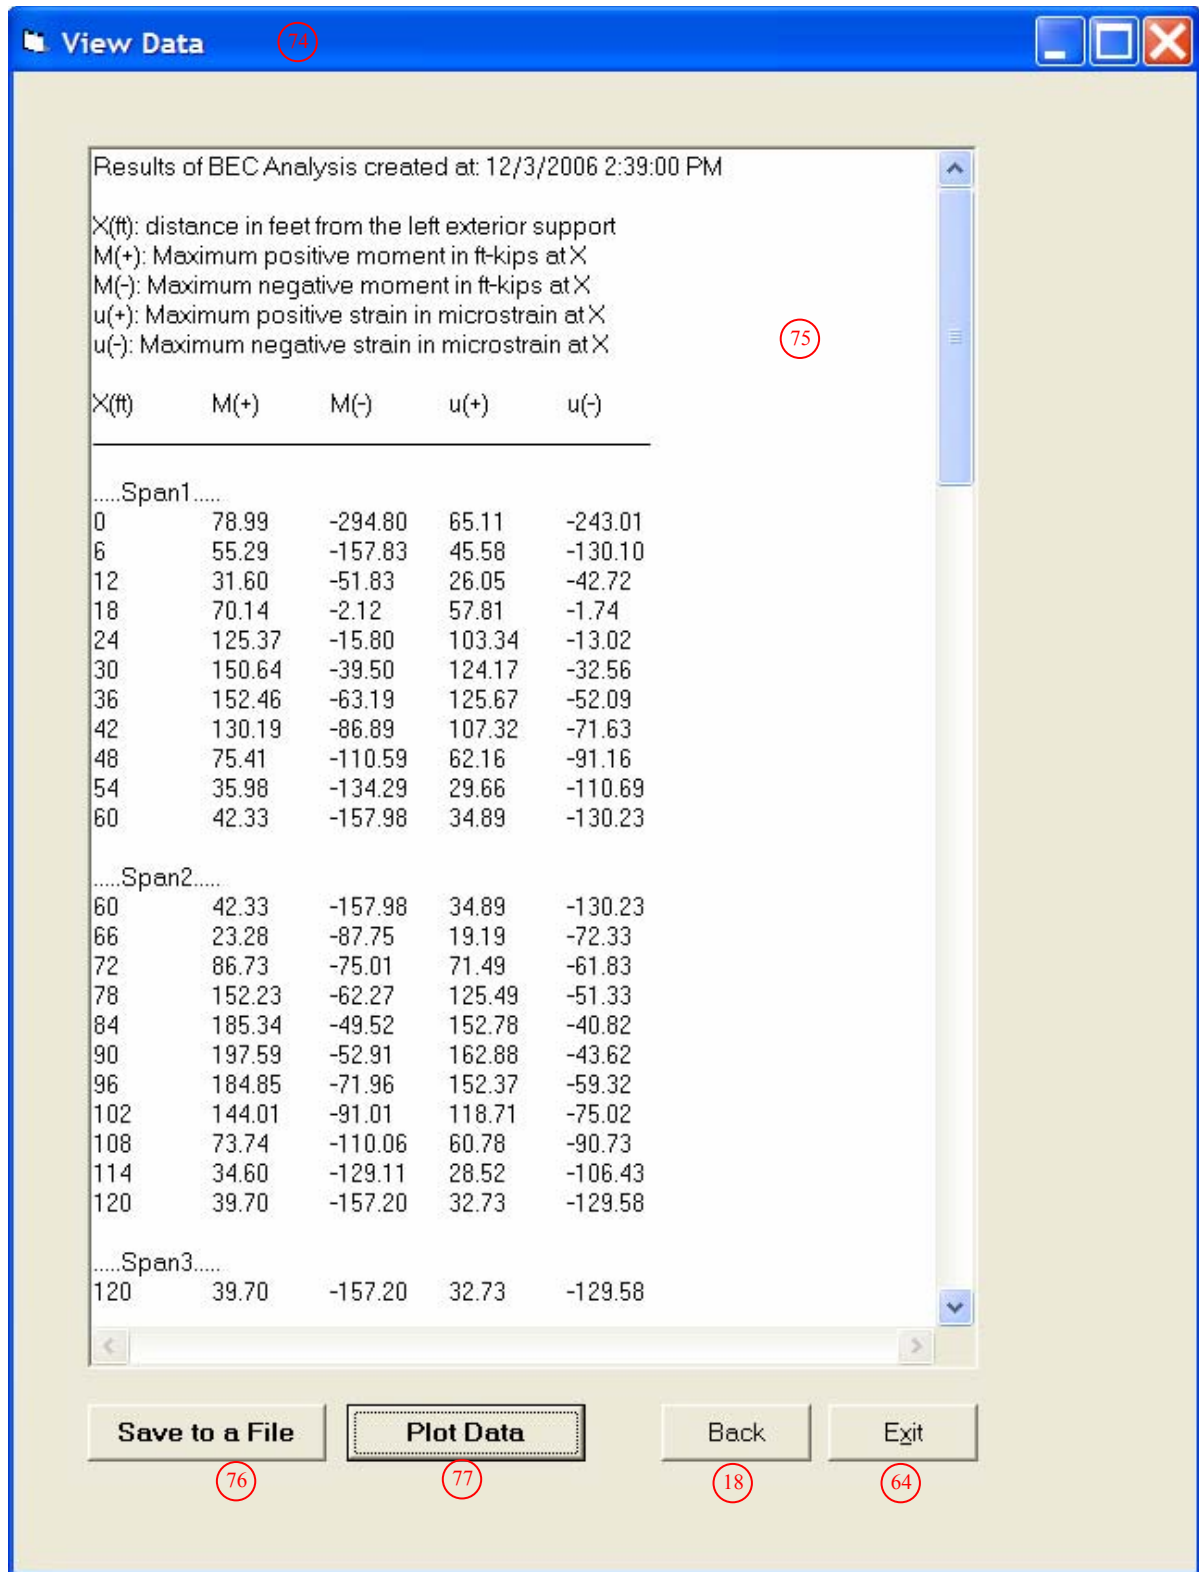 View Data 74
Results of BEC Analysis created at: 12/3/2006 2:39:00 PM
X(ft): distance in feet from the left exterior support
M(+): Maximum positive moment in ft-kips at X
M(-): Maximum negative moment in ft-kips at X
u(+): Maximum positive strain in microstrain at X
u(-): Maximum negative strain in microstrain at X
75
X(ft) M(+) M(-) u(+) u(-)
.....Span1.....
0 78.99 -294.80 65.11 -243.01
6 55.29 -157.83 45.58 -130.10
12 31.60 -51.83 26.05 -42.72
18 70.14 -2.12 57.81 -1.74
24 125.37 -15.80 103.34 -13.02
30 150.64 -39.50 124.17 -32.56
36 152.46 -63.19 125.67 -52.09
42 130.19 -86.89 107.32 -71.63
48 75.41 -110.59 62.16 -91.16
54 35.98 -134.29 29.66 -110.69
60 42.33 -157.98 34.89 -130.23
.....Span2.....
60 42.33 -157.98 34.89 -130.23
66 23.28 -87.75 19.19 -72.33
72 86.73 -75.01 71.49 -61.83
78 152.23 -62.27 125.49 -51.33
84 185.34 -49.52 152.78 -40.82
90 197.59 -52.91 162.88 -43.62
96 184.85 -71.96 152.37 -59.32
102 144.01 -91.01 118.71 -75.02
108 73.74 -110.06 60.78 -90.73
114 34.60 -129.11 28.52 -106.43
120 39.70 -157.20 32.73 -129.58
.....Span3.....
120 39.70 -157.20 32.73 -129.58
Save to a File Plot Data Back Exit
76 77 18 64